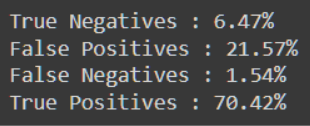 True Negatives : 6.47%
False Positives : 21.57%
False Negatives : 1.54%
True Positives : 70.42%